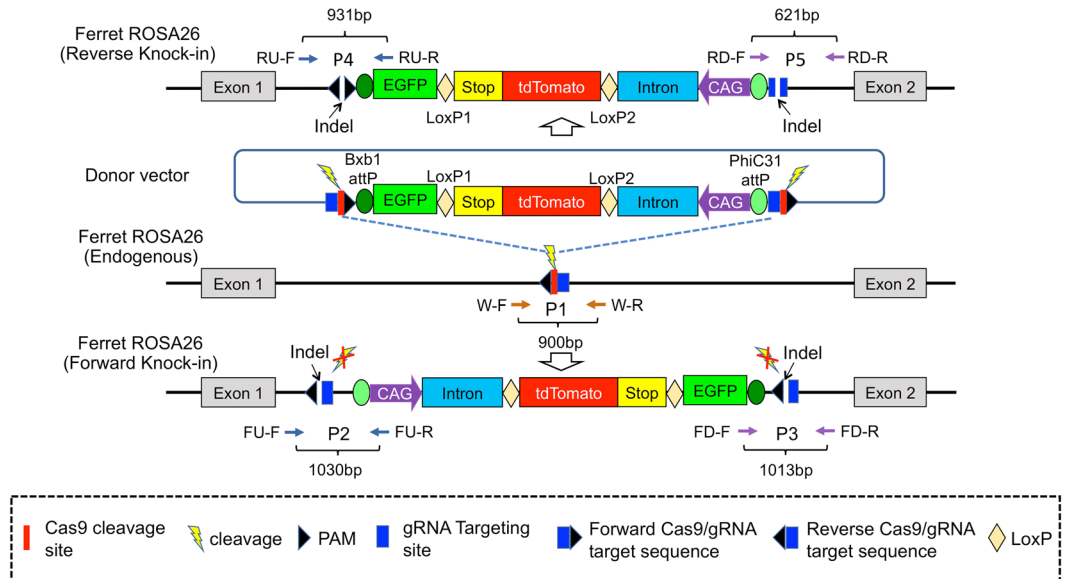 931bp
621bp
Ferret ROSA26
(Reverse Knock-in)
RU-F
P4
RU-R
RD-F
P5
RD-R
Exon 1
EGFP
Stop
tdTomato
Intron
CAG
Exon 2
Indel
LoxP1
LoxP2
Indel
Donor vector
Bxb1
attP
LoxP1
LoxP2
PhiC31
attP
EGFP
Stop
tdTomato
Intron
CAG
Ferret ROSA26
(Endogenous)
Exon 1
Exon 2
W-F
P1
W-R
900bp
Ferret ROSA26
(Forward Knock-in)
Indel
Indel
Exon 1
CAG
Intron
tdTomato
Stop
EGFP
Exon 2
FU-F
P2
FU-R
FD-F
P3
FD-R
1030bp
1013bp
Cas9 cleavage
site
cleavage
PAM
gRNA Targeting
site
Forward Cas9/gRNA
target sequence
Reverse Cas9/gRNA
target sequence
LoxP